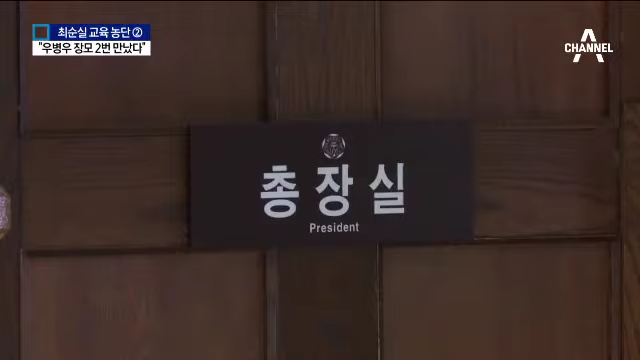 최순실 교육 농단 ②
"우병우 장모 2번 만났다"
CHANNEL A
총장실
President